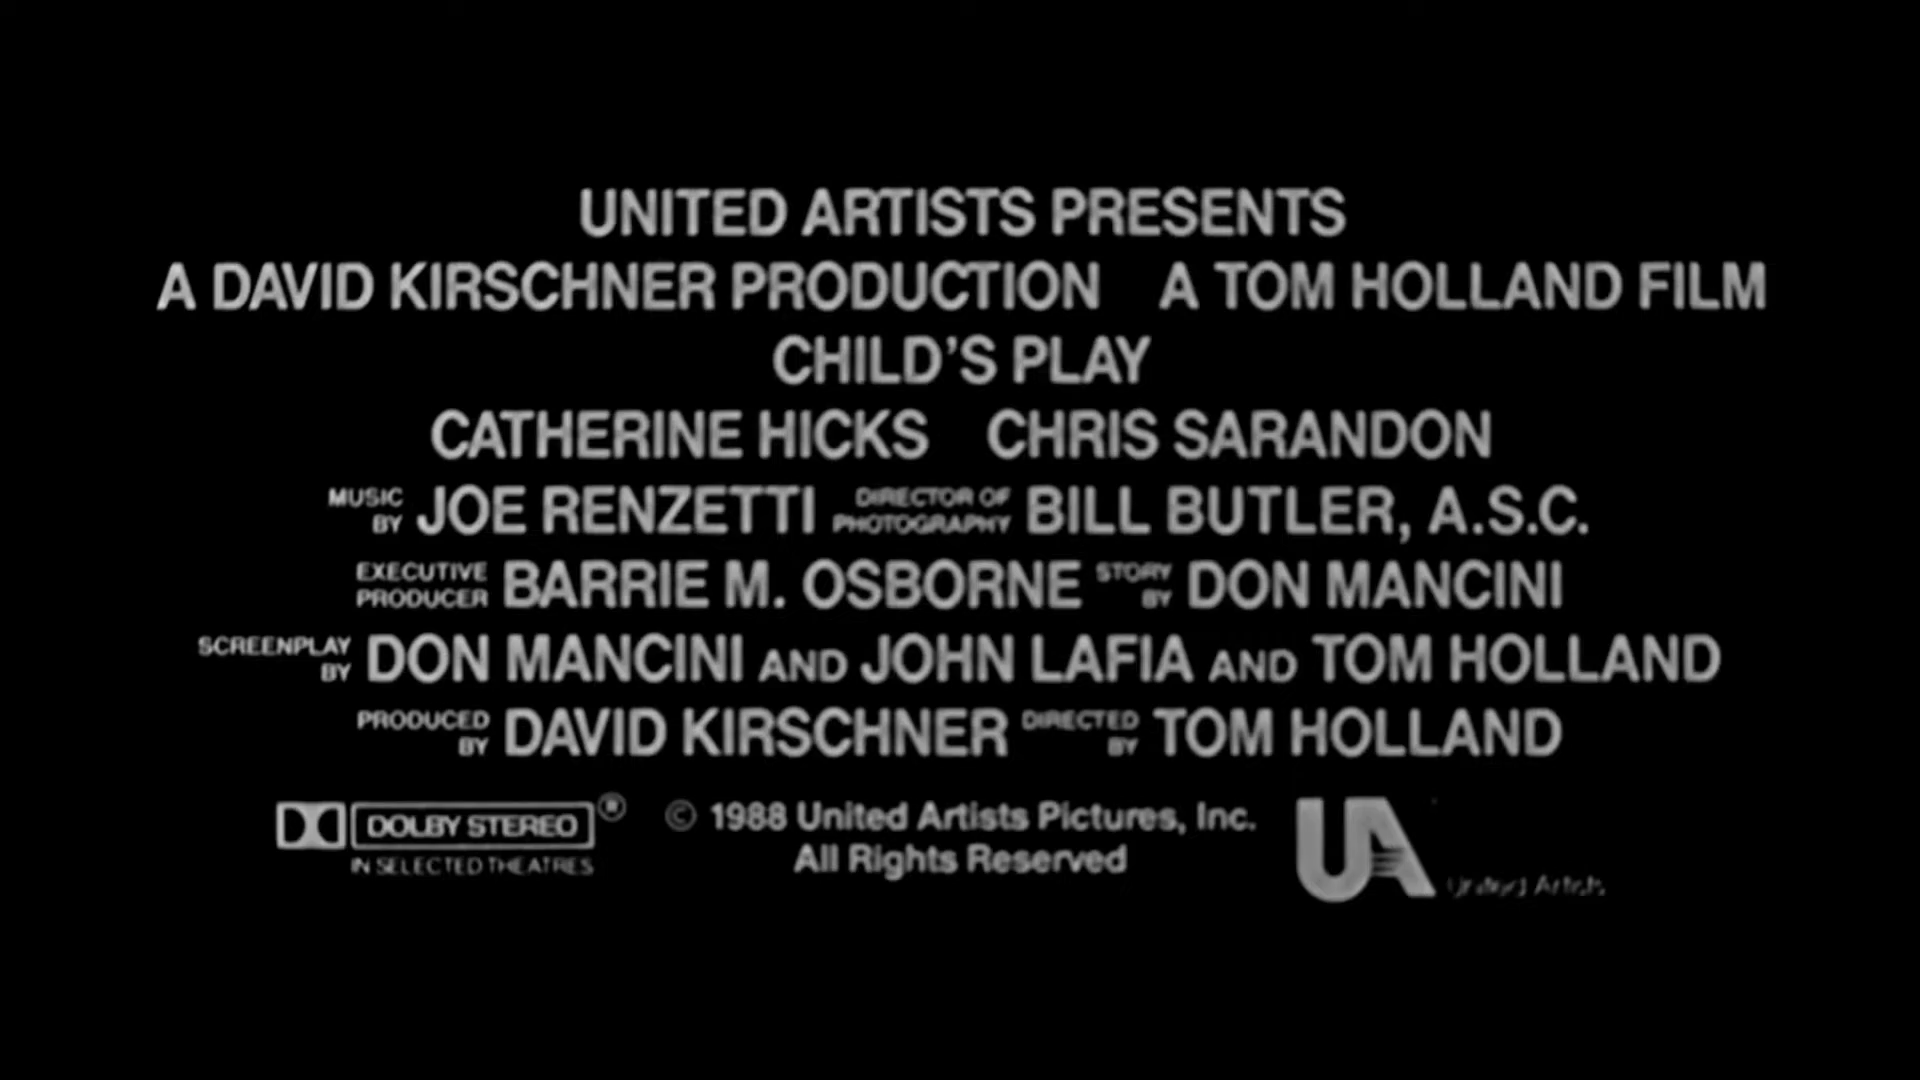 UNITED ARTISTS PRESENTS
A DAVID KIRSCHNER PRODUCTION A TOM HOLLAND FILM
CHILD'S PLAY
CATHERINE HICKS CHRIS SARANDON
MUSIC BY JOE RENZETTI DIRECTOR OF PHOTOGRAPHY BILL BUTLER, A.S.C.
EXECUTIVE PRODUCER BARRIE M. OSBORNE STORY BY DON MANCINI
SCREENPLAY BY DON MANCINI AND JOHN LAFIA AND TOM HOLLAND
PRODUCED BY DAVID KIRSCHNER DIRECTED BY TOM HOLLAND
DOLBY STEREO ® © 1988 United Artists Pictures, Inc. UA
IN SELECTED THEATRES All Rights Reserved United Artists